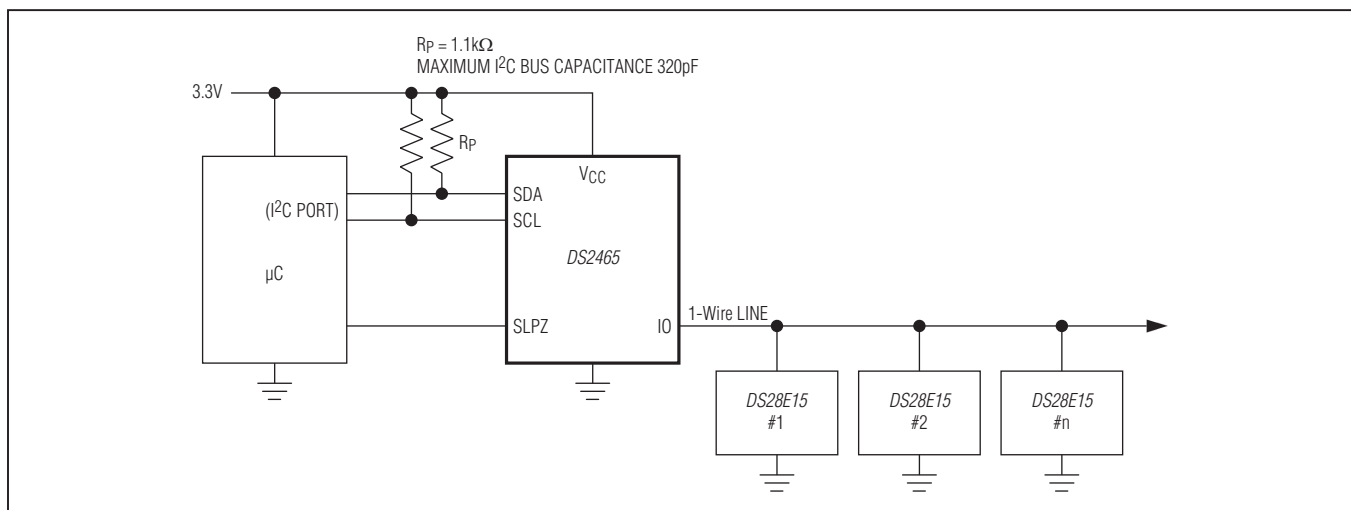 RP = 1.1kΩ
MAXIMUM I²C BUS CAPACITANCE 320pF
3.3V
RP
VCC
(I²C PORT)
SDA
SCL
DS2465
µC
1-Wire LINE
SLPZ
IO
DS28E15
#1
DS28E15
#2
DS28E15
#n